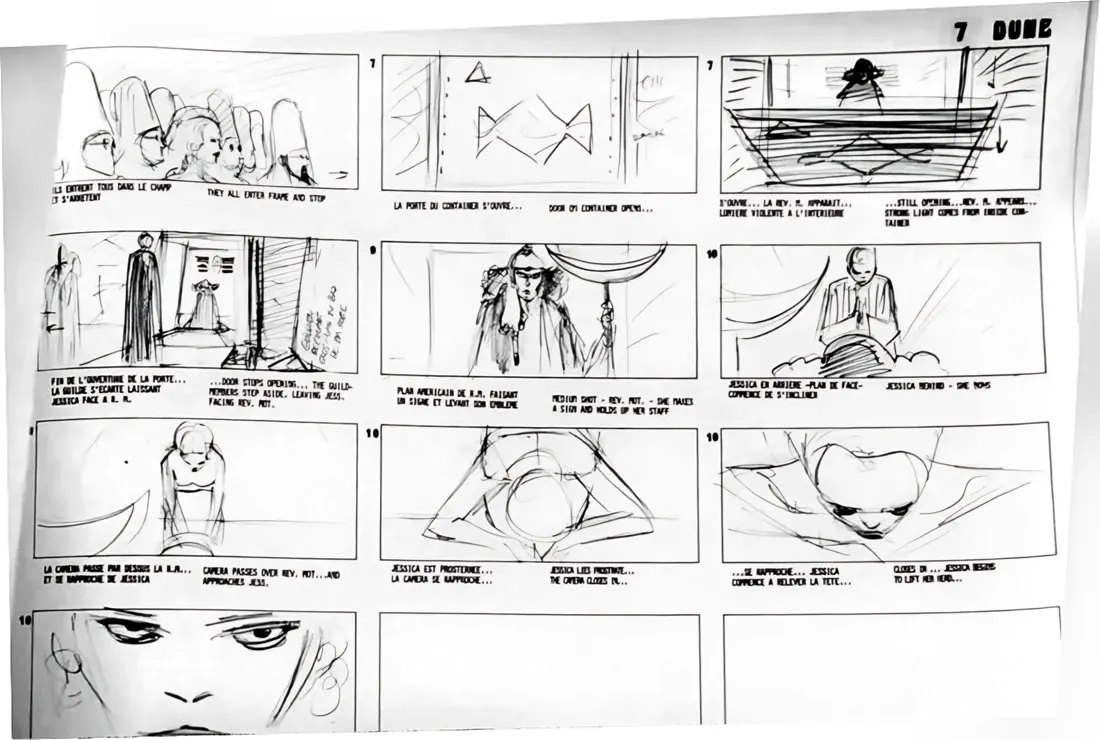 7 DUNE
ILS ENTRENT TOUS DANS LE CHAMP
ET S'ARRETENT
THEY ALL ENTER FRAME AND STOP
7
LA PORTE DU CONTAINER S'OUVRE...
DOOR OF CONTAINER OPENS...
7
S'OUVRE... LA REV. M. APPARAIT...
LUMIERE VIOLENTE A L'INTERIEURE
...STILL OPENING...REV. M. APPEARS...
STRONG LIGHT COMES FROM INSIDE CON-
TAINER
FIN DE L'OUVERTURE DE LA PORTE...
LA GUILDE S'ECARTE LAISSANT
JESSICA FACE A R. M.
...DOOR STOPS OPENING... THE GUILD-
MEMBERS STEP ASIDE. LEAVING JESS.
FACING REV. MOT.
9
PLAN AMERICAIN DE R.M. FAISANT
UN SIGNE ET LEVANT SON EMBLEME
MEDIUM SHOT - REV. MOT. - SHE MAKES
A SIGN AND HOLDS UP HER STAFF
10
JESSICA EN ARRIERE -PLAN DE FACE-
COMMENCE DE S'INCLINER
JESSICA BEHIND - SHE BOWS
LA CAMERA PASSE PAR DESSUS LA R.M...
ET SE RAPPROCHE DE JESSICA
CAMERA PASSES OVER REV. MOT...AND
APPROACHES JESS.
10
JESSICA EST PROSTERNEE...
LA CAMERA SE RAPPROCHE...
JESSICA LIES PROSTRATE...
THE CAMERA CLOSES IN...
10
...SE RAPPROCHE... JESSICA
COMMENCE A RELEVER LA TETE...
CLOSES IN ... JESSICA BEGINS
TO LIFT HER HEAD...
10